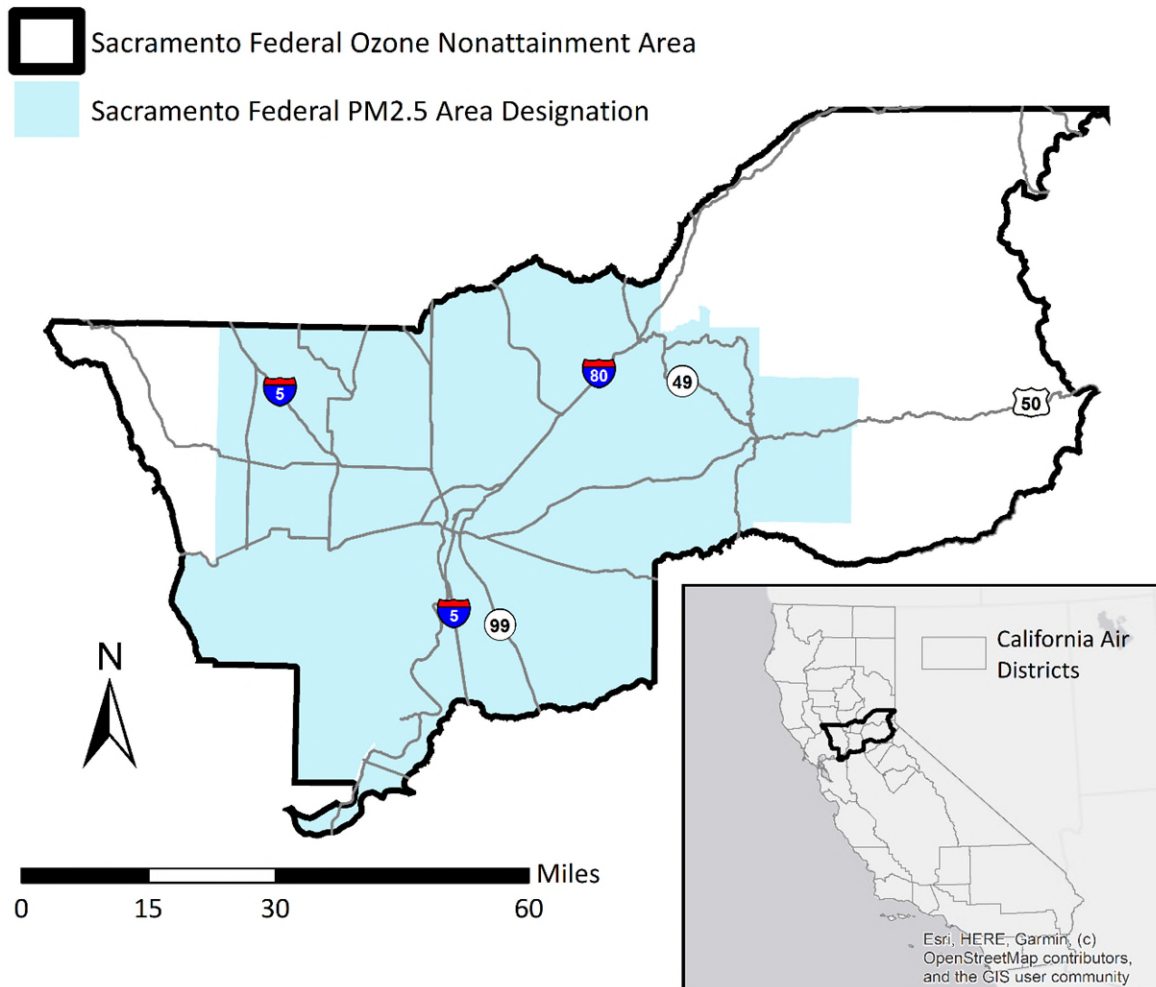 Sacramento Federal Ozone Nonattainment Area
Sacramento Federal PM2.5 Area Designation
5
80
49
50
5
99
N
Miles
0 15 30 60
California Air
Districts
Esri, HERE, Garmin, (c)
OpenStreetMap contributors,
and the GIS user community